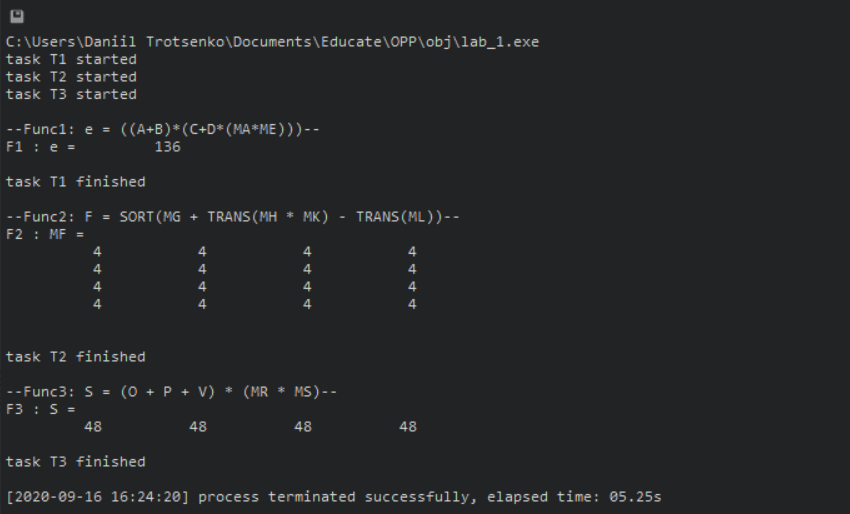 C:\Users\Daniil Trotsenko\Documents\Educate\OPP\obj\lab_1.exe
task T1 started
task T2 started
task T3 started
--Func1: e = ((A+B)*(C+D*(MA*ME)))--
F1 : e =         136
task T1 finished
--Func2: F = SORT(MG + TRANS(MH * MK) - TRANS(ML))--
F2 : MF =
          4           4           4           4
          4           4           4           4
          4           4           4           4
          4           4           4           4
task T2 finished
--Func3: S = (O + P + V) * (MR * MS)--
F3 : S =
         48          48          48          48
task T3 finished
[2020-09-16 16:24:20] process terminated successfully, elapsed time: 05.25s